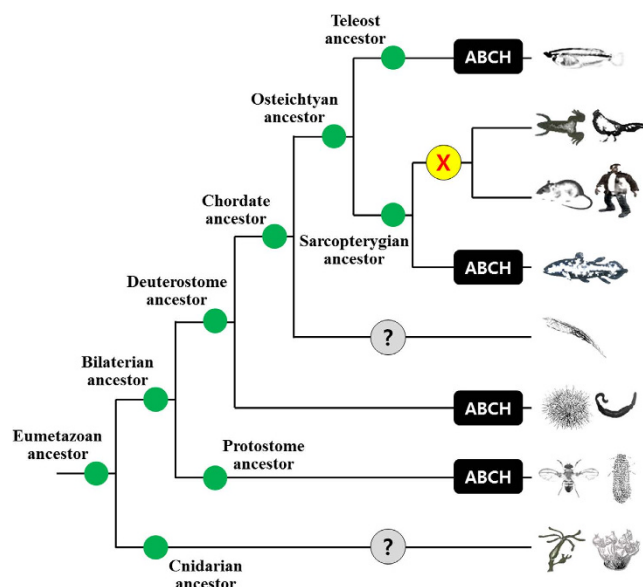 Teleost
ancestor
ABCH
Osteichtyan
ancestor
X
Chordate
ancestor
Sarcopterygian
ancestor
ABCH
Deuterostome
ancestor
?
Bilaterian
ancestor
ABCH
Eumetazoan
ancestor
Protostome
ancestor
ABCH
?
Cnidarian
ancestor